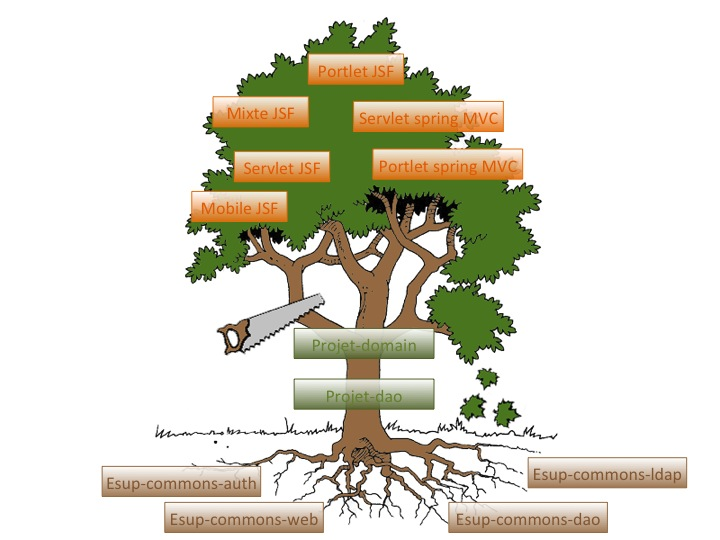 Portlet JSF
Mixte JSF
Servlet spring MVC
Servlet JSF
Portlet spring MVC
Mobile JSF
Projet-domain
Projet-dao
Esup-commons-auth
Esup-commons-ldap
Esup-commons-web
Esup-commons-dao